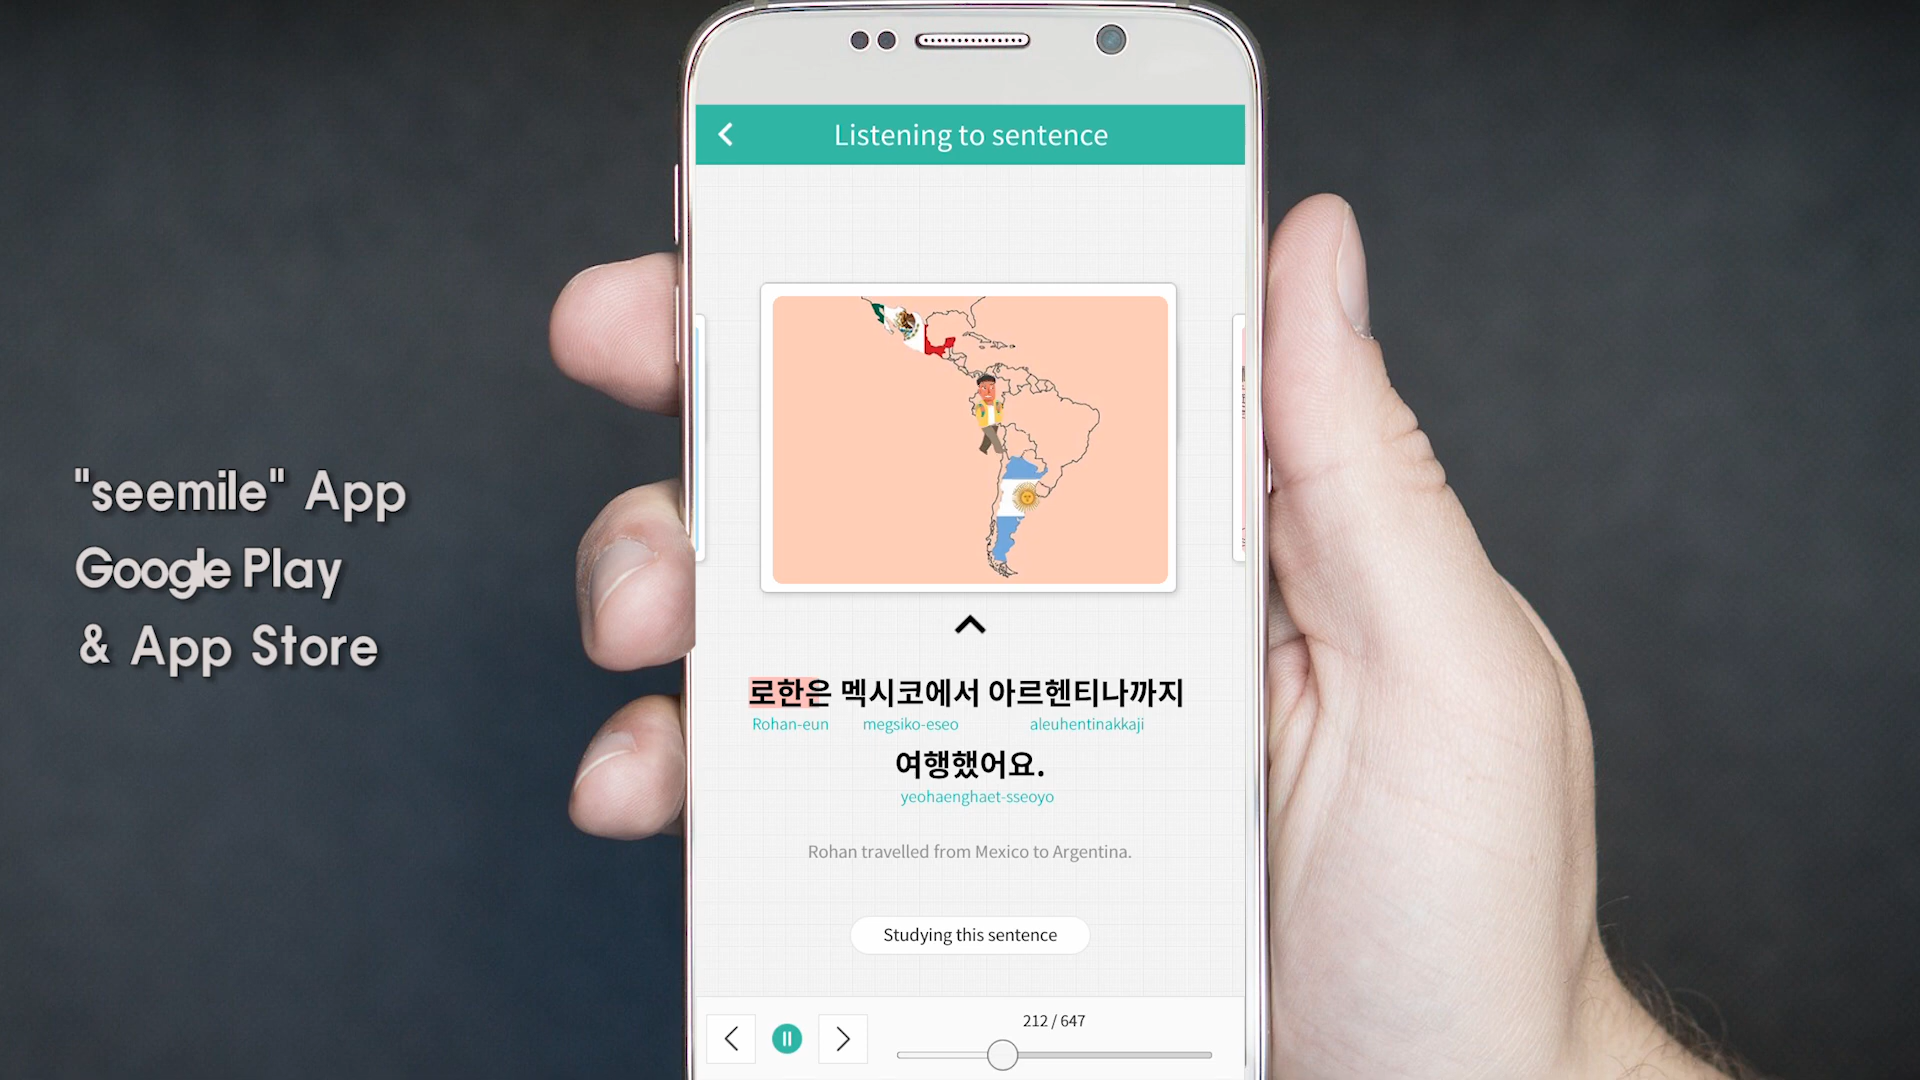 "seemile" App
Google Play
& App Store
Listening to sentence
로한은 멕시코에서 아르헨티나까지
Rohan-eun megsiko-eseo aleuhentinakkaji
여행했어요.
yeohaenghaet-sseoyo
Rohan travelled from Mexico to Argentina.
Studying this sentence
212 / 647